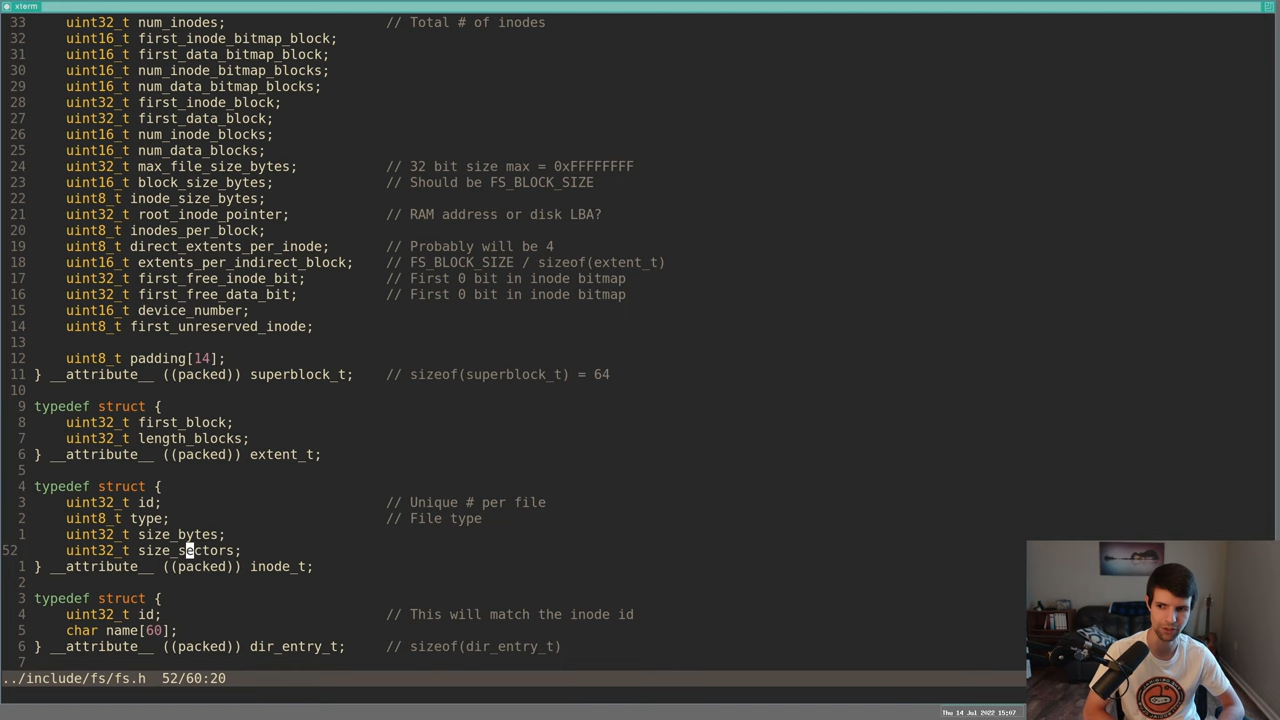 xterm
33 uint32_t num_inodes; // Total # of inodes
32 uint16_t first_inode_bitmap_block;
31 uint16_t first_data_bitmap_block;
30 uint16_t num_inode_bitmap_blocks;
29 uint16_t num_data_bitmap_blocks;
28 uint32_t first_inode_block;
27 uint32_t first_data_block;
26 uint16_t num_inode_blocks;
25 uint16_t num_data_blocks;
24 uint32_t max_file_size_bytes; // 32 bit size max = 0xFFFFFFFF
23 uint16_t block_size_bytes; // Should be FS_BLOCK_SIZE
22 uint8_t inode_size_bytes;
21 uint32_t root_inode_pointer; // RAM address or disk LBA?
20 uint8_t inodes_per_block;
19 uint8_t direct_extents_per_inode; // Probably will be 4
18 uint16_t extents_per_indirect_block; // FS_BLOCK_SIZE / sizeof(extent_t)
17 uint32_t first_free_inode_bit; // First 0 bit in inode bitmap
16 uint32_t first_free_data_bit; // First 0 bit in inode bitmap
15 uint16_t device_number;
14 uint8_t first_unreserved_inode;
13
12 uint8_t padding[14];
11 } __attribute__ ((packed)) superblock_t; // sizeof(superblock_t) = 64
10
9 typedef struct {
8 uint32_t first_block;
7 uint32_t length_blocks;
6 } __attribute__ ((packed)) extent_t;
5
4 typedef struct {
3 uint32_t id; // Unique # per file
2 uint8_t type; // File type
1 uint32_t size_bytes;
52 uint32_t size_sectors;
1 } __attribute__ ((packed)) inode_t;
2
3 typedef struct {
4 uint32_t id; // This will match the inode id
5 char name[60];
6 } __attribute__ ((packed)) dir_entry_t; // sizeof(dir_entry_t)
7
../include/fs/fs.h 52/60:20
Thu 14 Jul 2022 15:07